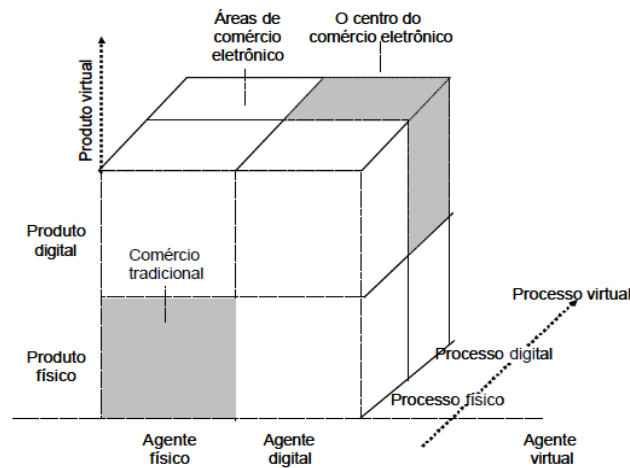 Áreas de
comércio
eletrônico
O centro do
comércio eletrônico
Produto virtual
Produto
digital
Comércio
tradicional
Processo virtual
Processo digital
Produto
físico
Processo físico
Agente
físico
Agente
digital
Agente
virtual